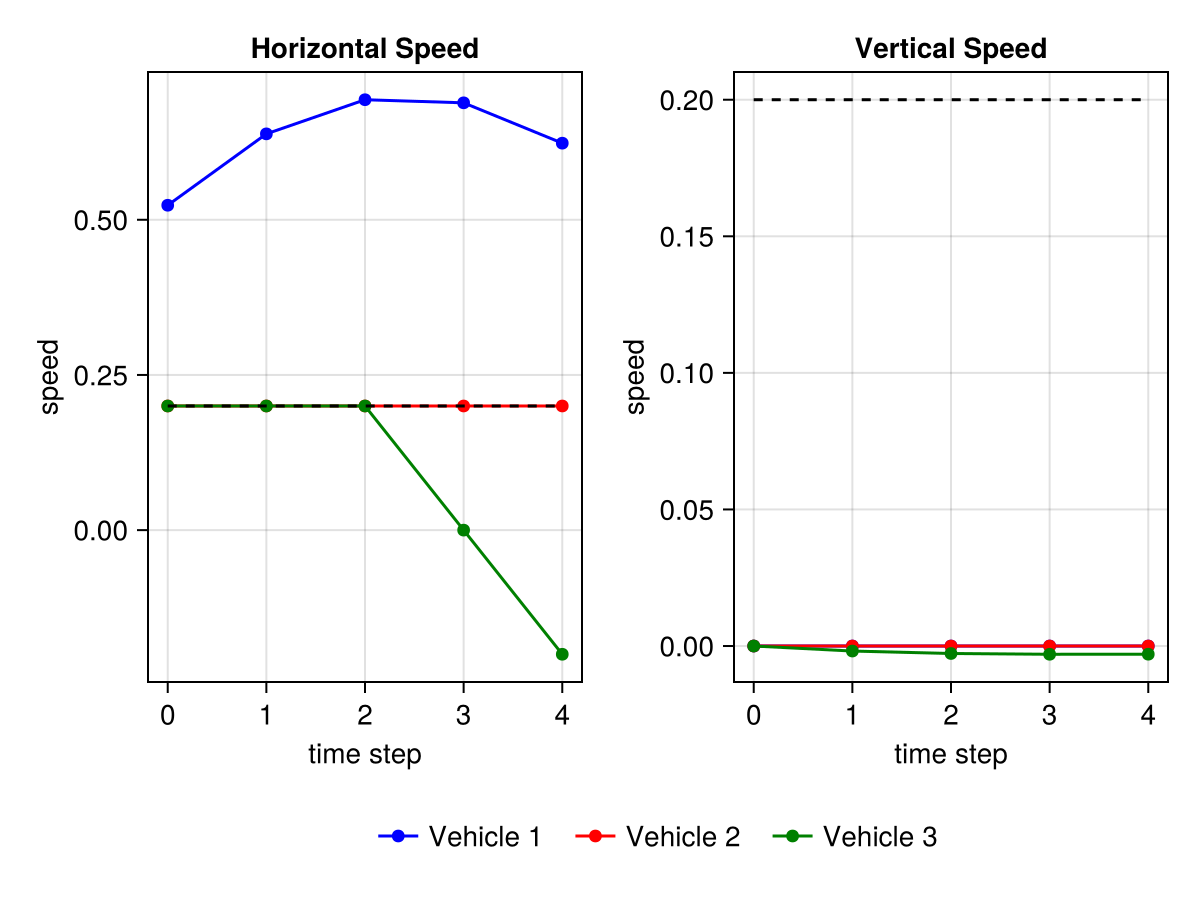 Horizontal Speed
speed
0.50
0.25
0.00
0
1
2
3
4
time step
Vertical Speed
speed
0.20
0.15
0.10
0.05
0.00
0
1
2
3
4
time step
Vehicle 1
Vehicle 2
Vehicle 3